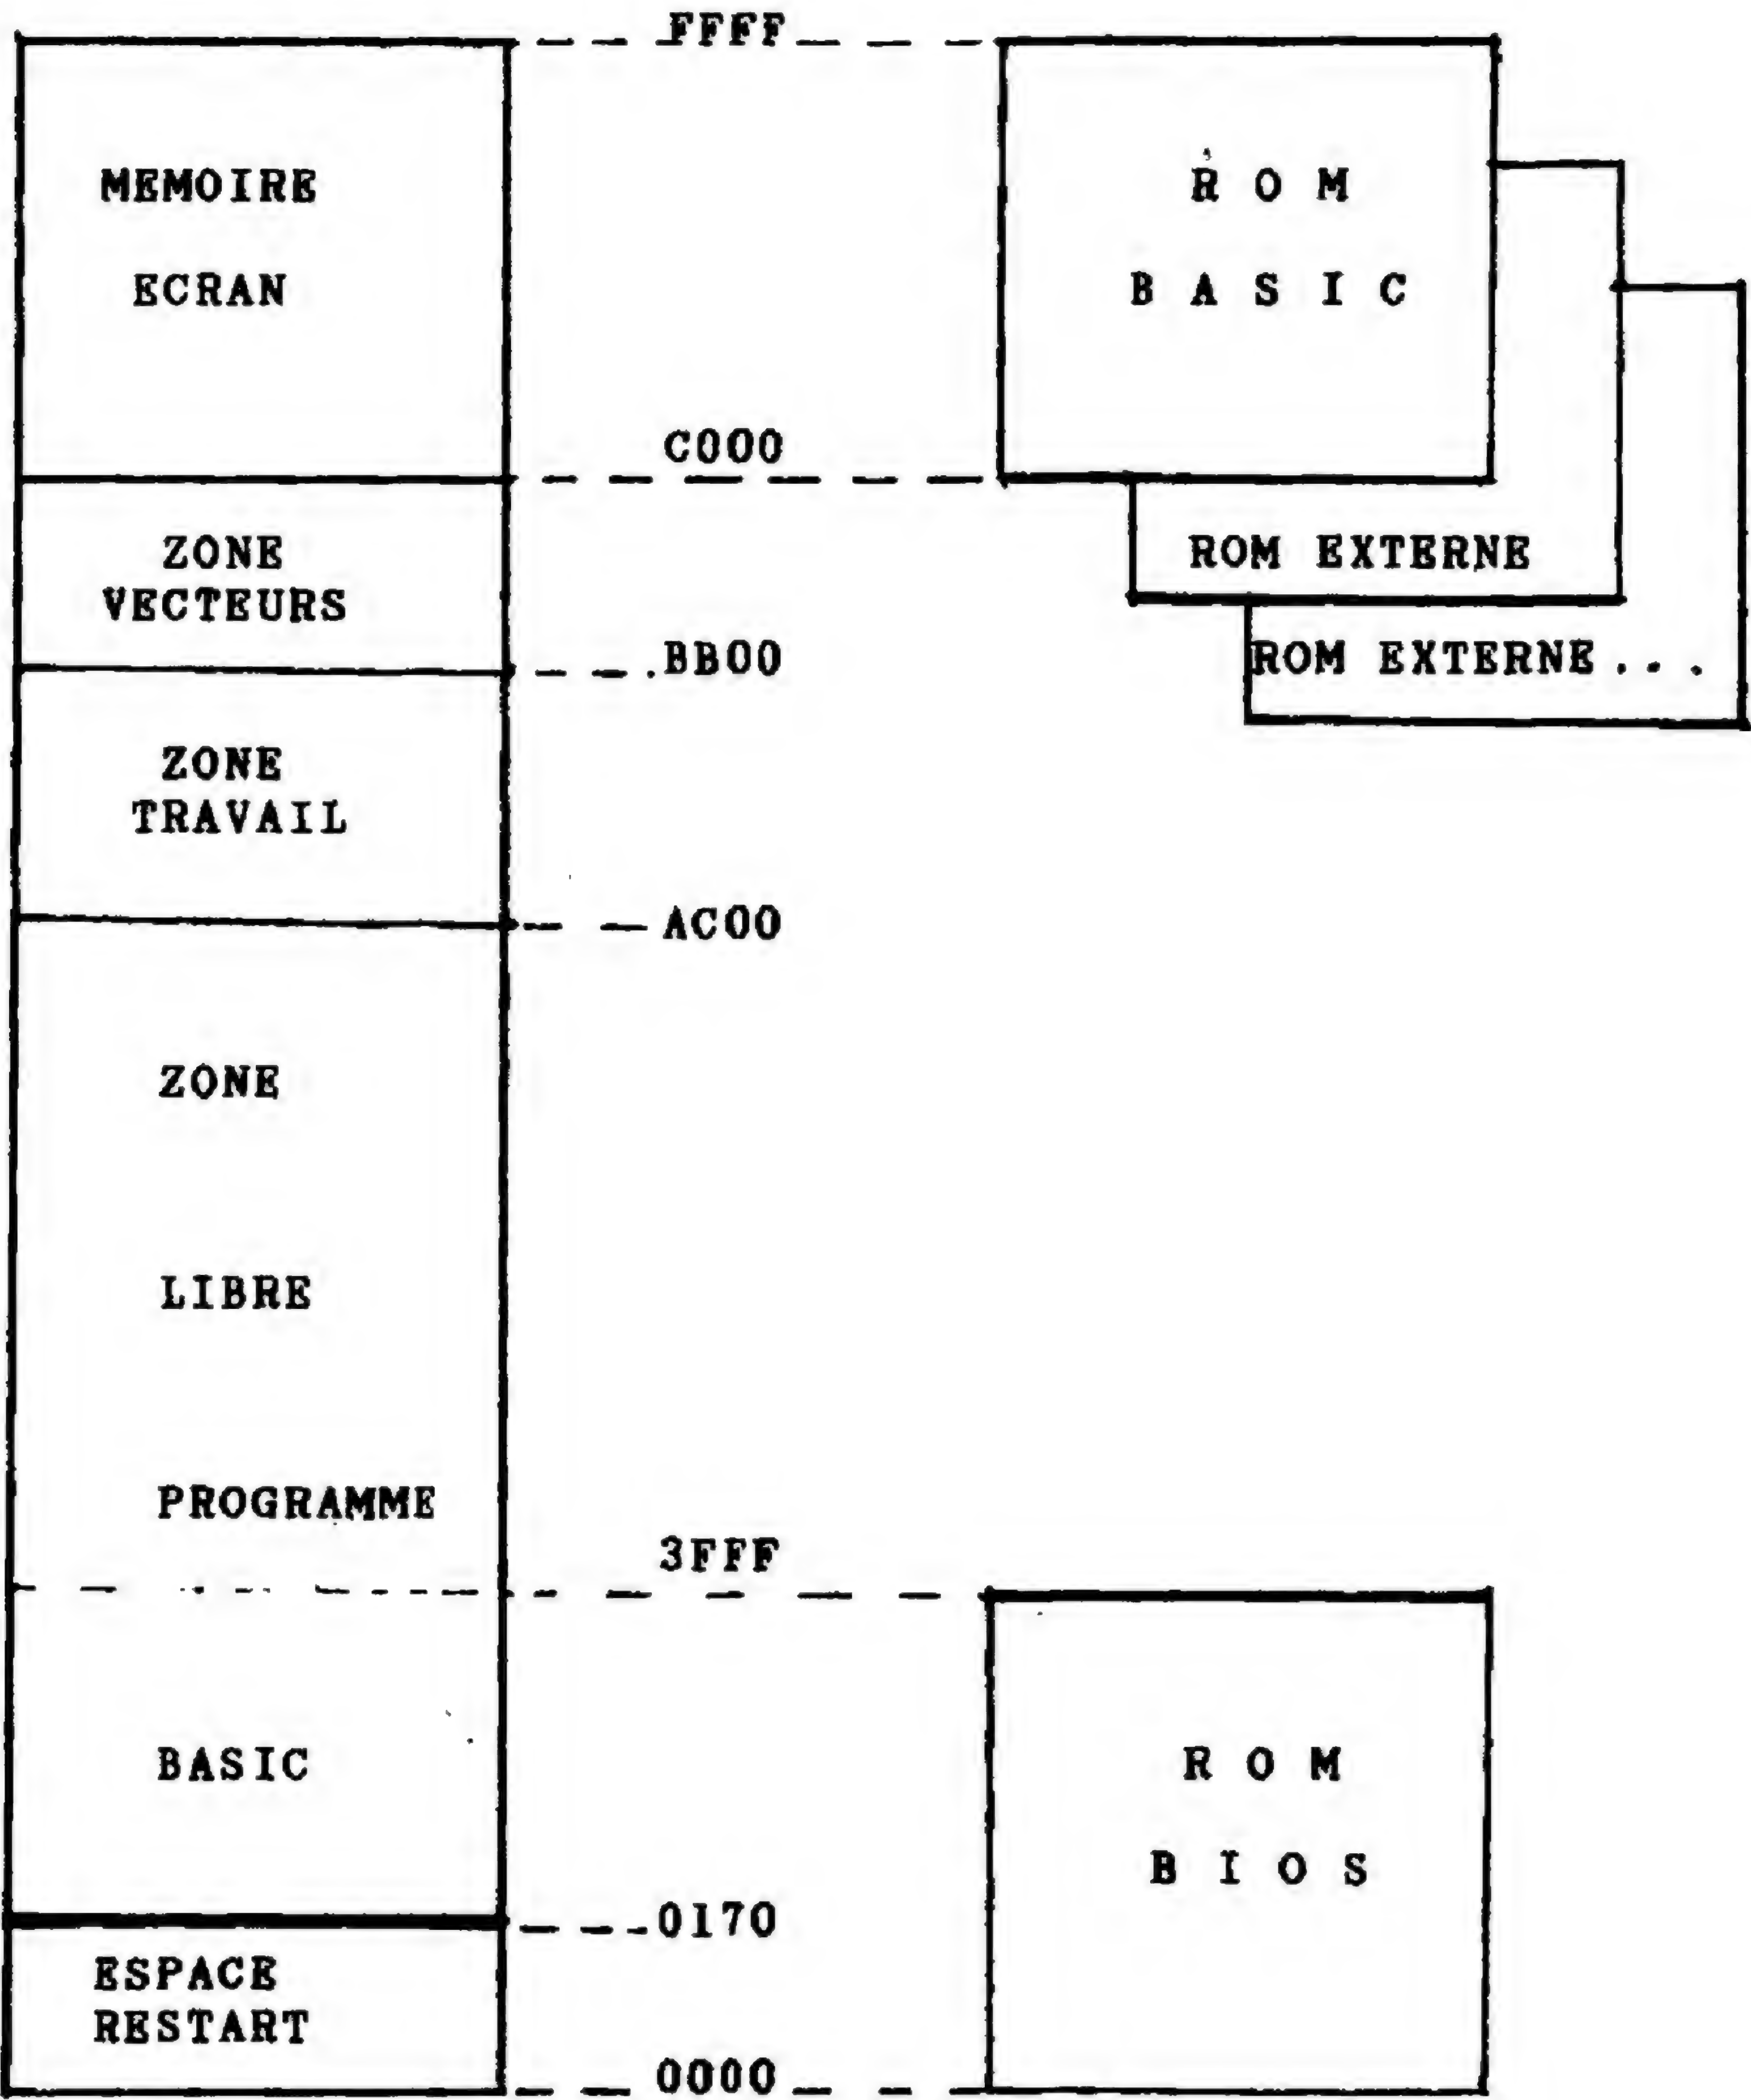 FFFF
MEMOIRE
ECRAN
R O M
B A S I C
C000
ZONE
VECTEURS
ROM EXTERNE
BB00
ROM EXTERNE...
ZONE
TRAVAIL
AC00
ZONE
LIBRE
PROGRAMME
3FFF
BASIC
R O M
B I O S
0170
ESPACE
RESTART
0000